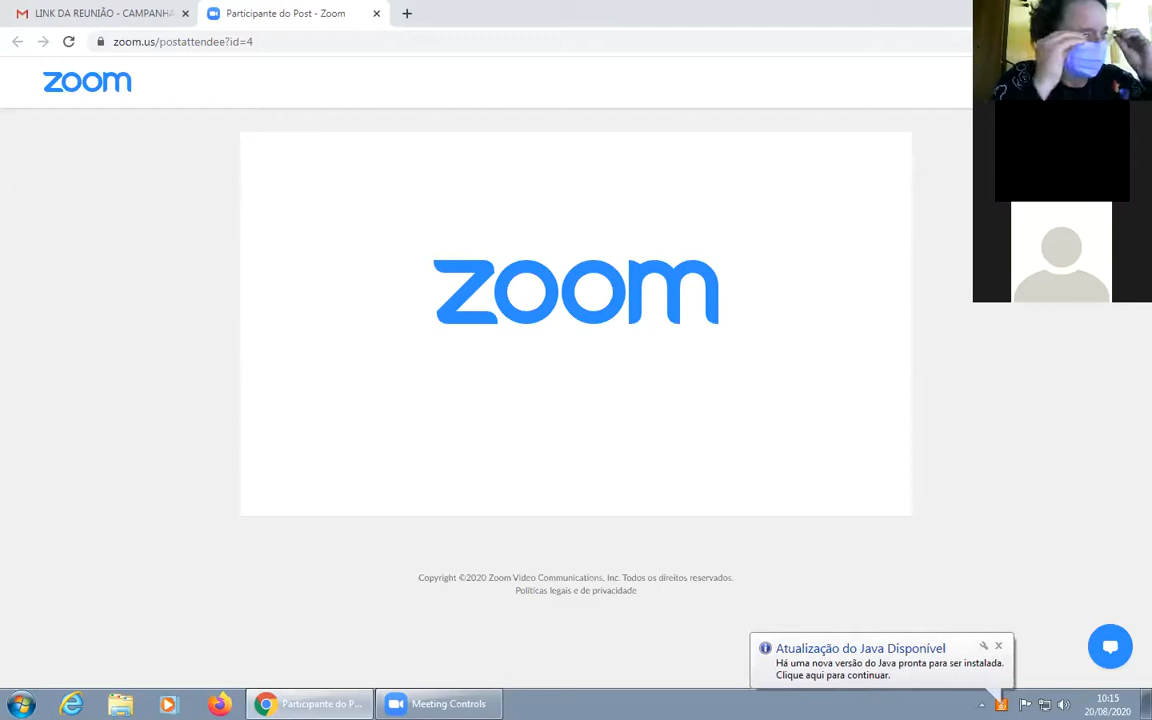 LINK DA REUNIÃO - CAMPANHA
Participante do Post - Zoom
zoom.us/postattendee?id=4
zoom
zoom
Copyright ©2020 Zoom Video Communications, Inc. Todos os direitos reservados.
Políticas legais e de privacidade
Atualização do Java Disponível
Há uma nova versão do Java pronta para ser instalada.
Clique aqui para continuar.
Participante do P...
Meeting Controls
10:15
20/08/2020